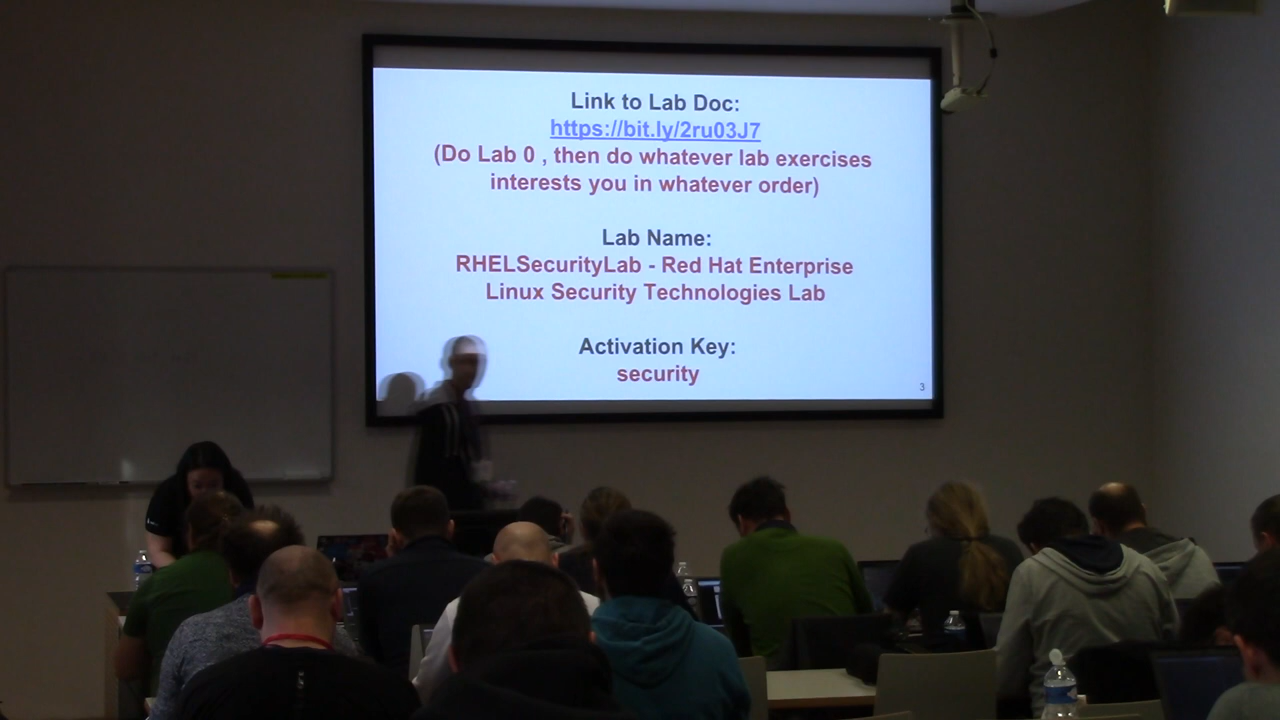 Link to Lab Doc:
https://bit.ly/2ru03J7
(Do Lab 0 , then do whatever lab exercises
interests you in whatever order)
Lab Name:
RHELSecurityLab - Red Hat Enterprise
Linux Security Technologies Lab
Activation Key:
security
3